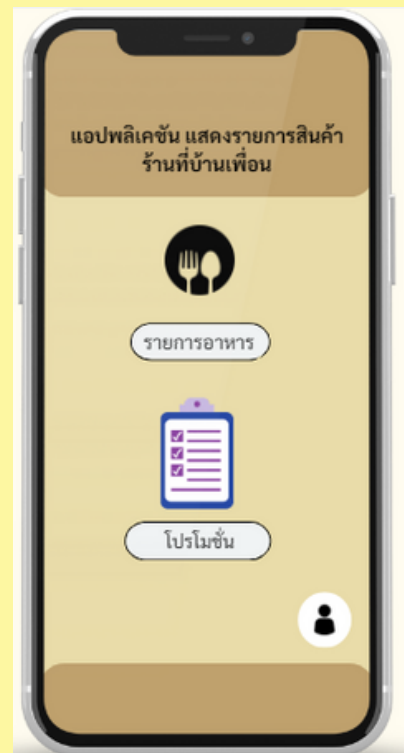 แอปพลิเคชัน แสดงรายการสินค้า
ร้านที่บ้านเพื่อน
รายการอาหาร
โปรโมชั่น